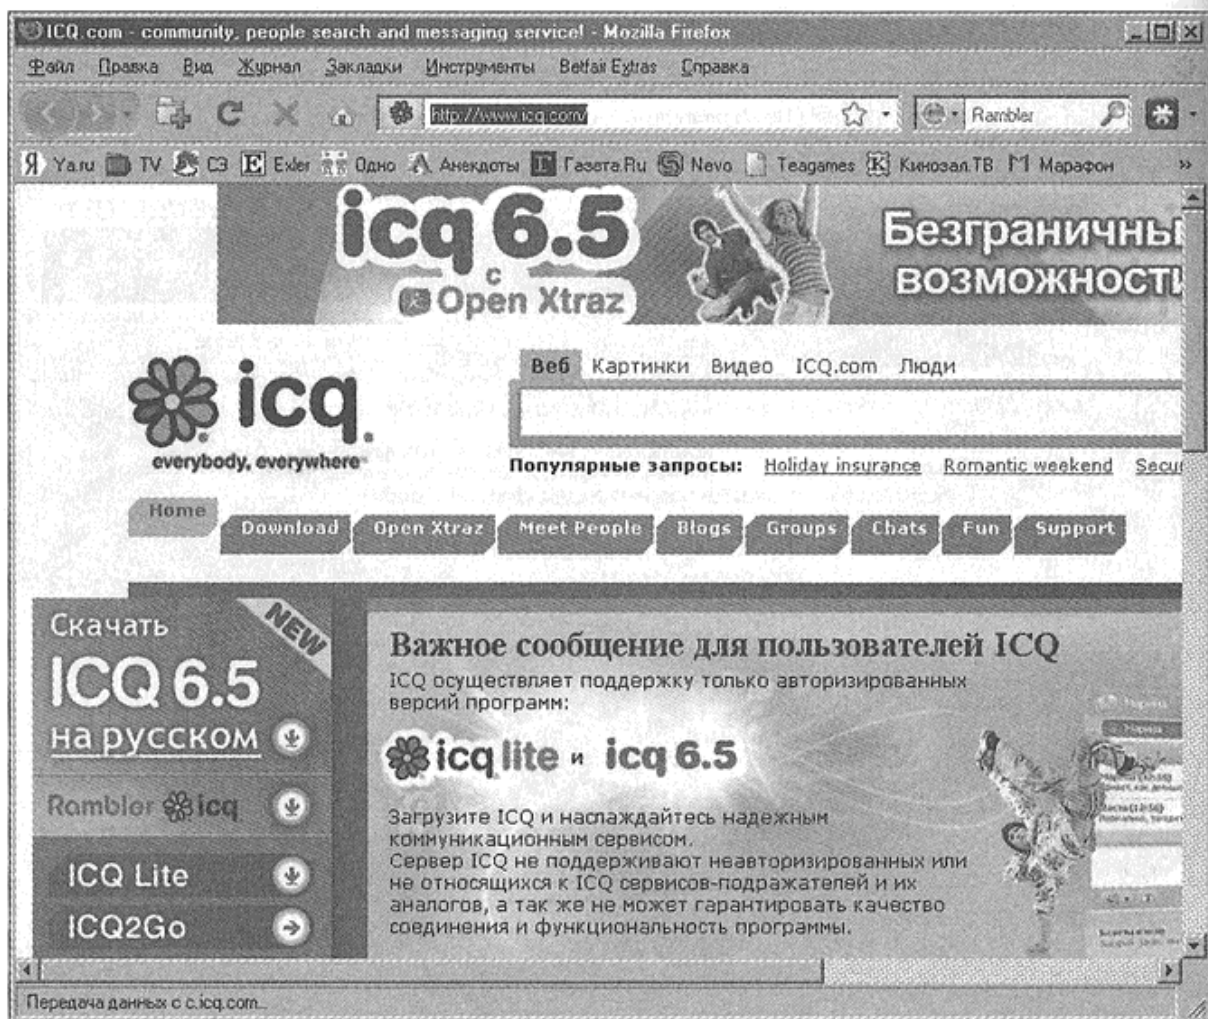 ICQ.com - community, people search and messaging service! - Mozilla Firefox
Файл Правка Вид Журнал Закладки Инструменты Betfair Extras Справка
http://www.icq.com/ Rambler
Ya.ru TV СЭ Exler Одно Анекдоты Газета.Ru Nevo Teagames Кинозал.ТВ Марафон »
icq 6.5
с
Open Xtraz
Безграничны
возможности
icq
everybody, everywhere
Веб Картинки Видео ICQ.com Люди
Популярные запросы: Holiday insurance Romantic weekend Secu
Home Download Open Xtraz Meet People Blogs Groups Chats Fun Support
Скачать
NEW
ICQ 6.5
на русском
Rambler icq
ICQ Lite
ICQ2Go
Важное сообщение для пользователей ICQ
ICQ осуществляет поддержку только авторизированных
версий программ:
icq lite и icq 6.5
Загрузите ICQ и наслаждайтесь надежным
коммуникационным сервисом.
Сервер ICQ не поддерживают неавторизированных или
не относящихся к ICQ сервисов-подражателей и их
аналогов, а так же не может гарантировать качество
соединения и функциональность программы.
Передача данных с c.icq.com...